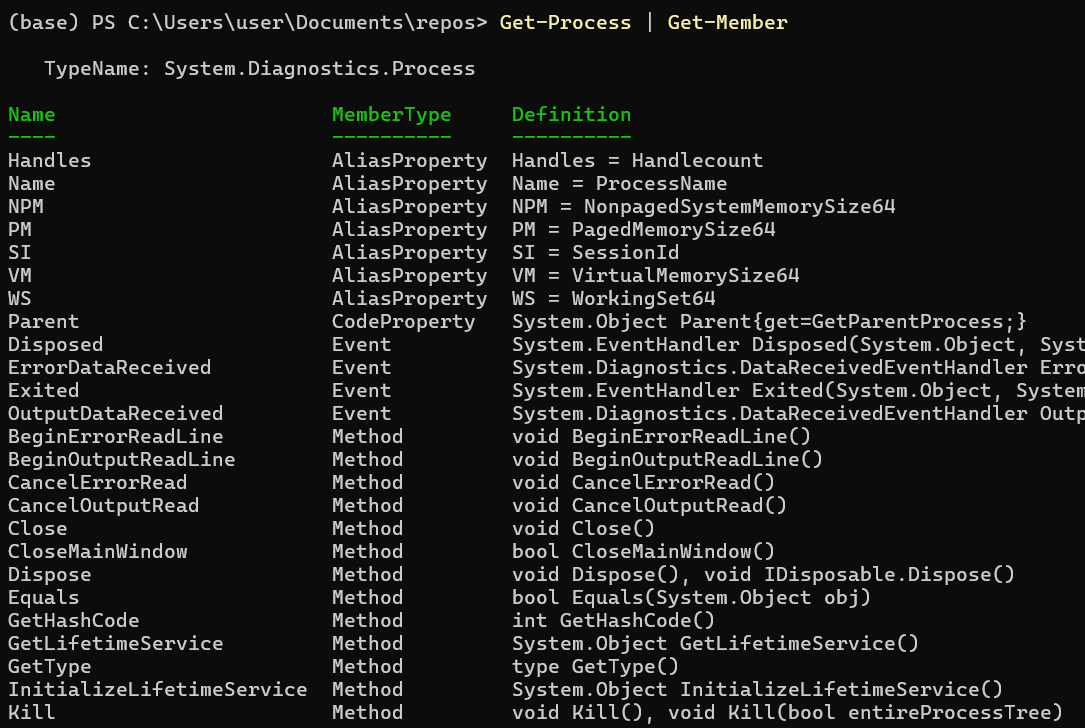 (base) PS C:\Users\user\Documents\repos> Get-Process | Get-Member
TypeName: System.Diagnostics.Process
Name MemberType Definition
---- ---------- ----------
Handles AliasProperty Handles = Handlecount
Name AliasProperty Name = ProcessName
NPM AliasProperty NPM = NonpagedSystemMemorySize64
PM AliasProperty PM = PagedMemorySize64
SI AliasProperty SI = SessionId
VM AliasProperty VM = VirtualMemorySize64
WS AliasProperty WS = WorkingSet64
Parent CodeProperty System.Object Parent{get=GetParentProcess;}
Disposed Event System.EventHandler Disposed(System.Object, Syst
ErrorDataReceived Event System.Diagnostics.DataReceivedEventHandler Erro
Exited Event System.EventHandler Exited(System.Object, System
OutputDataReceived Event System.Diagnostics.DataReceivedEventHandler Outp
BeginErrorReadLine Method void BeginErrorReadLine()
BeginOutputReadLine Method void BeginOutputReadLine()
CancelErrorRead Method void CancelErrorRead()
CancelOutputRead Method void CancelOutputRead()
Close Method void Close()
CloseMainWindow Method bool CloseMainWindow()
Dispose Method void Dispose(), void IDisposable.Dispose()
Equals Method bool Equals(System.Object obj)
GetHashCode Method int GetHashCode()
GetLifetimeService Method System.Object GetLifetimeService()
GetType Method type GetType()
InitializeLifetimeService Method System.Object InitializeLifetimeService()
Kill Method void Kill(), void Kill(bool entireProcessTree)